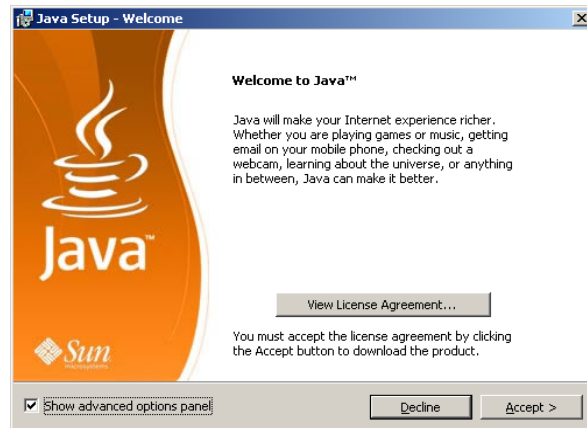 Java Setup - Welcome
Welcome to Java™
Java will make your Internet experience richer.
Whether you are playing games or music, getting
email on your mobile phone, checking out a
webcam, learning about the universe, or anything
in between, Java can make it better.
Java™
View License Agreement...
You must accept the license agreement by clicking
the Accept button to download the product.
Sun
microsystems
Show advanced options panel
Decline
Accept >